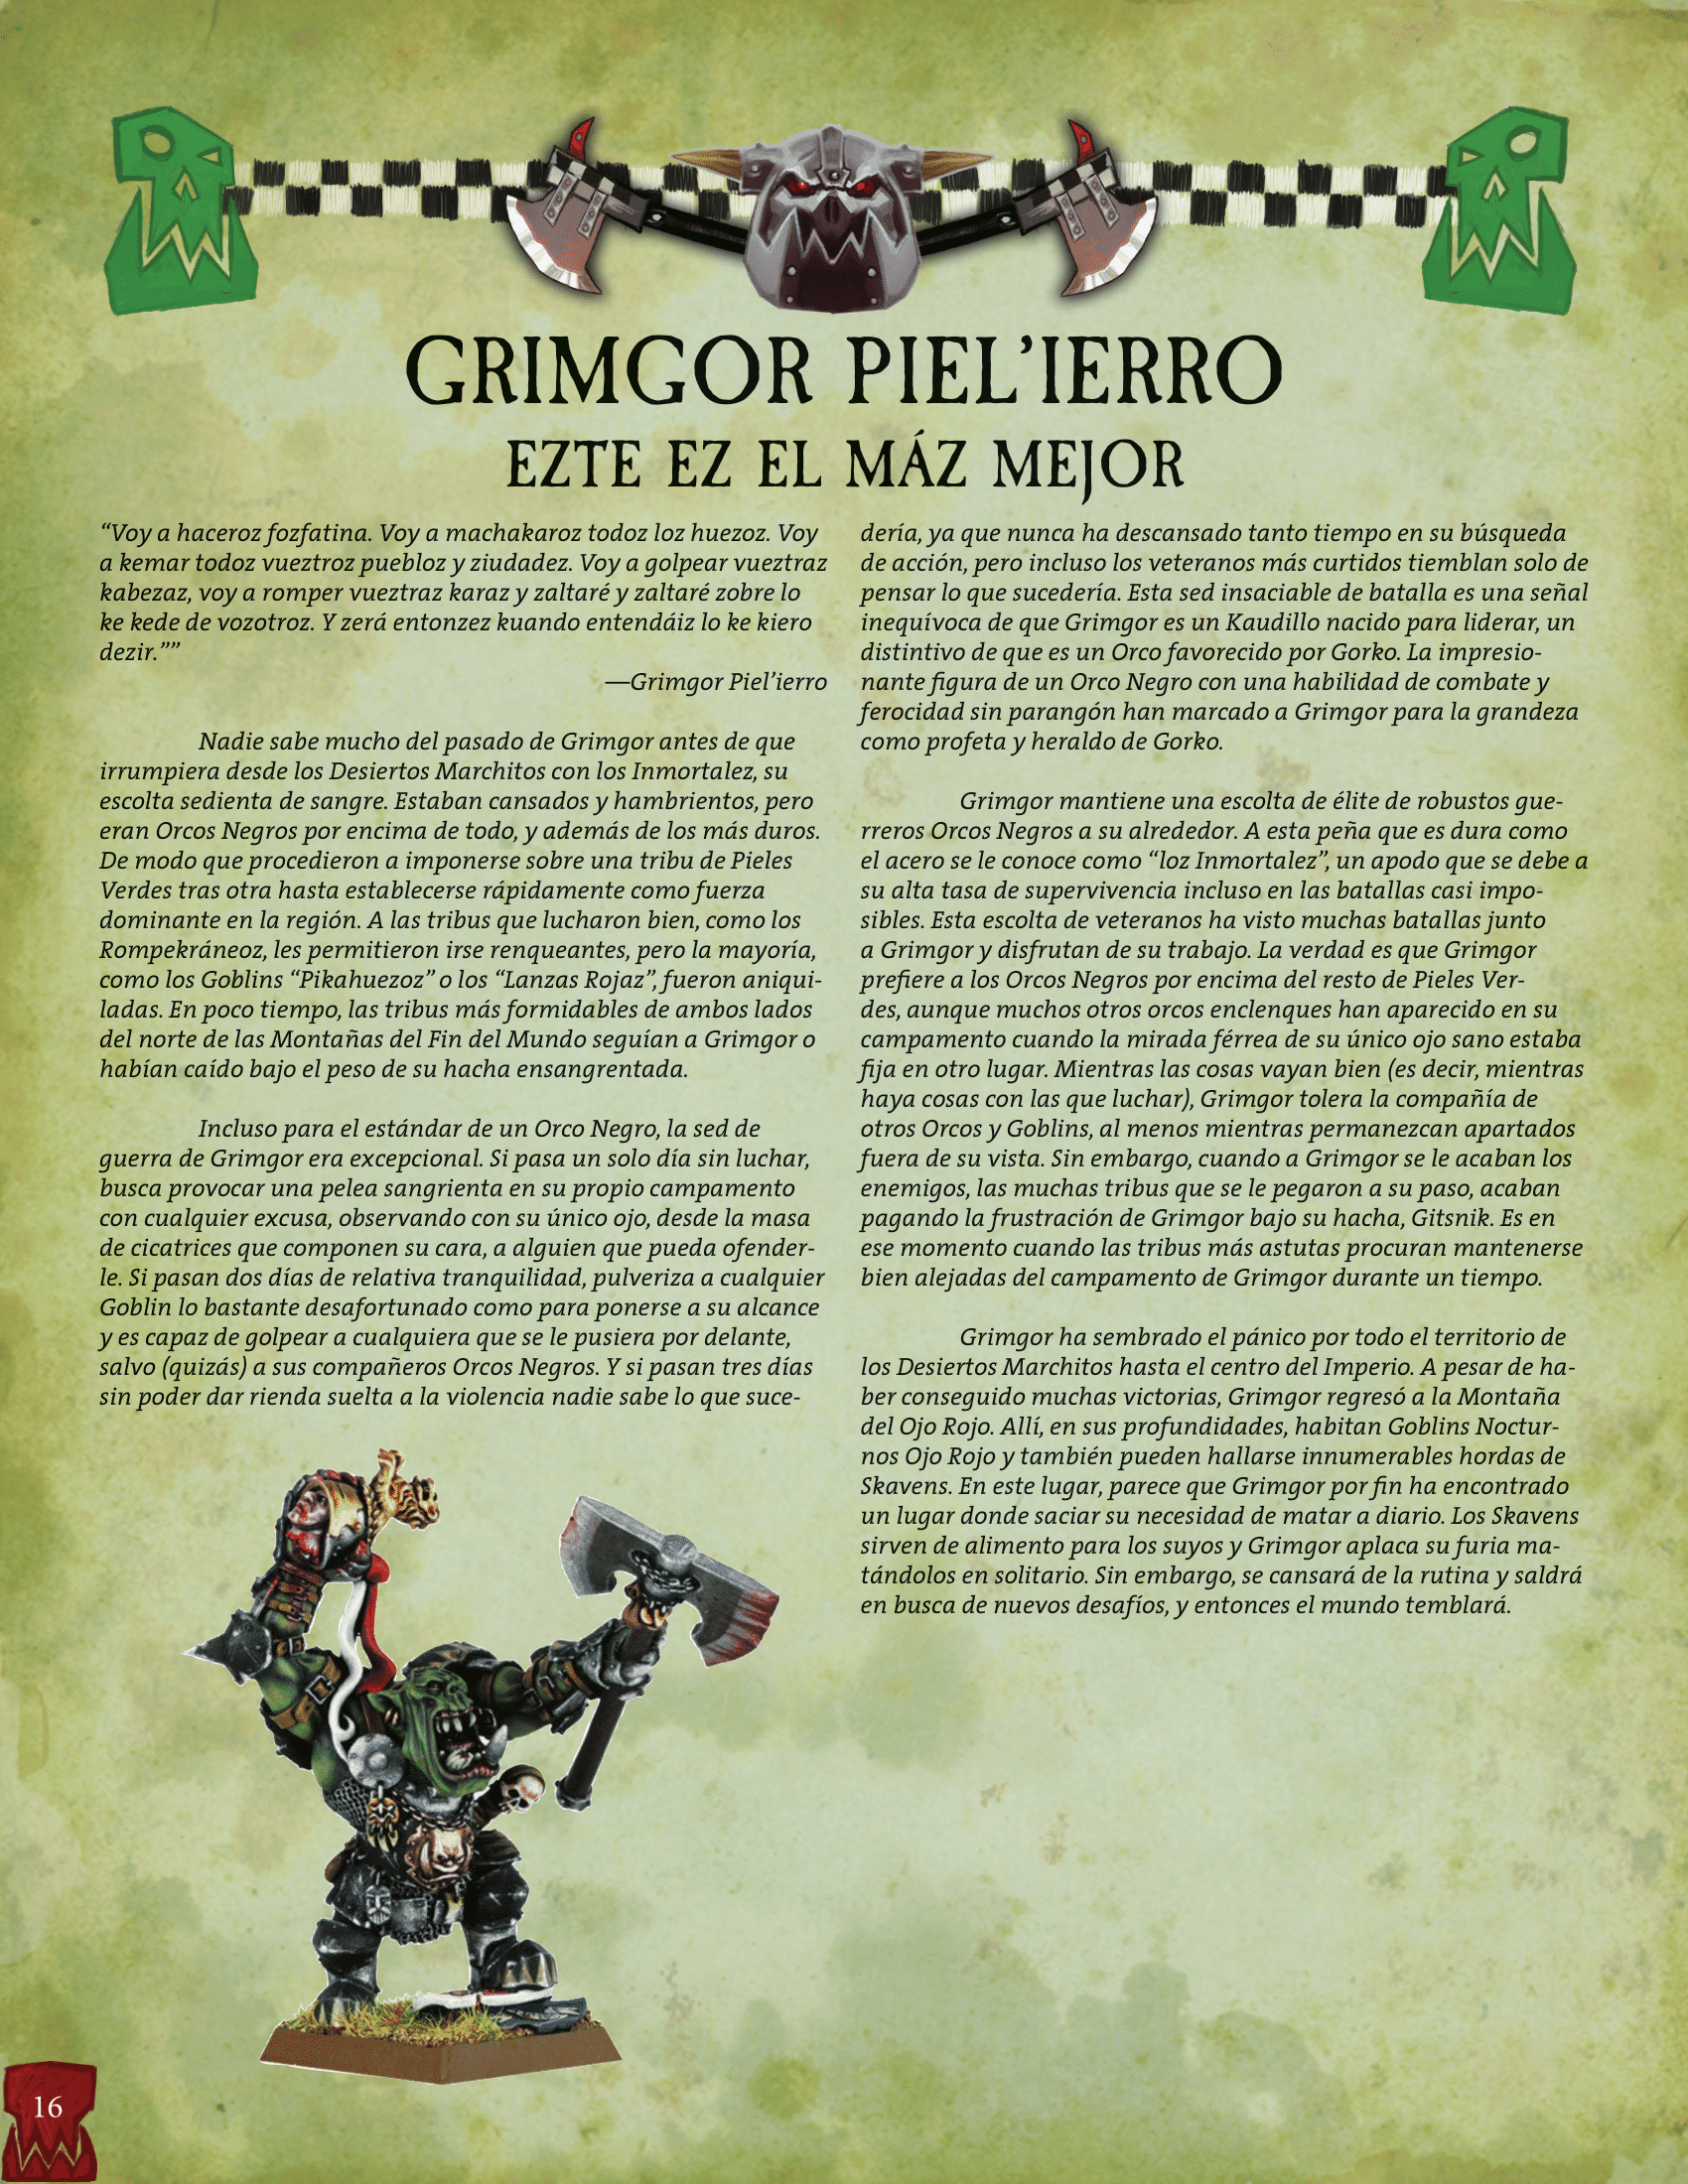 GRIMGOR PIEL’IERRO
EZTE EZ EL MÁZ MEJOR
“Voy a haceroz fozfatina. Voy a machakaroz todoz loz huezoz. Voy
a kemar todoz vueztroz puebloz y ziudadez. Voy a golpear vueztraz
kabezaz, voy a romper vueztraz karaz y zaltaré y zaltaré zobre lo
ke kede de vozotroz. Y zerá entonzez kuando entendáiz lo ke kiero
dezir.””
—Grimgor Piel’ierro
Nadie sabe mucho del pasado de Grimgor antes de que
irrumpiera desde los Desiertos Marchitos con los Inmortalez, su
escolta sedienta de sangre. Estaban cansados y hambrientos, pero
eran Orcos Negros por encima de todo, y además de los más duros.
De modo que procedieron a imponerse sobre una tribu de Pieles
Verdes tras otra hasta establecerse rápidamente como fuerza
dominante en la región. A las tribus que lucharon bien, como los
Rompekráneoz, les permitieron irse renqueantes, pero la mayoría,
como los Goblins “Pikahuezoz” o los “Lanzas Rojaz”, fueron aniqui-
ladas. En poco tiempo, las tribus más formidables de ambos lados
del norte de las Montañas del Fin del Mundo seguían a Grimgor o
habían caído bajo el peso de su hacha ensangrentada.
Incluso para el estándar de un Orco Negro, la sed de
guerra de Grimgor era excepcional. Si pasa un solo día sin luchar,
busca provocar una pelea sangrienta en su propio campamento
con cualquier excusa, observando con su único ojo, desde la masa
de cicatrices que componen su cara, a alguien que pueda ofender-
le. Si pasan dos días de relativa tranquilidad, pulveriza a cualquier
Goblin lo bastante desafortunado como para ponerse a su alcance
y es capaz de golpear a cualquiera que se le pusiera por delante,
salvo (quizás) a sus compañeros Orcos Negros. Y si pasan tres días
sin poder dar rienda suelta a la violencia nadie sabe lo que suce-
dería, ya que nunca ha descansado tanto tiempo en su búsqueda
de acción, pero incluso los veteranos más curtidos tiemblan solo de
pensar lo que sucedería. Esta sed insaciable de batalla es una señal
inequívoca de que Grimgor es un Kaudillo nacido para liderar, un
distintivo de que es un Orco favorecido por Gorko. La impresio-
nante figura de un Orco Negro con una habilidad de combate y
ferocidad sin parangón han marcado a Grimgor para la grandeza
como profeta y heraldo de Gorko.
Grimgor mantiene una escolta de élite de robustos gue-
rreros Orcos Negros a su alrededor. A esta peña que es dura como
el acero se le conoce como “loz Inmortalez”, un apodo que se debe a
su alta tasa de supervivencia incluso en las batallas casi impo-
sibles. Esta escolta de veteranos ha visto muchas batallas junto
a Grimgor y disfrutan de su trabajo. La verdad es que Grimgor
prefiere a los Orcos Negros por encima del resto de Pieles Ver-
des, aunque muchos otros orcos enclenques han aparecido en su
campamento cuando la mirada férrea de su único ojo sano estaba
fija en otro lugar. Mientras las cosas vayan bien (es decir, mientras
haya cosas con las que luchar), Grimgor tolera la compañía de
otros Orcos y Goblins, al menos mientras permanezcan apartados
fuera de su vista. Sin embargo, cuando a Grimgor se le acaban los
enemigos, las muchas tribus que se le pegaron a su paso, acaban
pagando la frustración de Grimgor bajo su hacha, Gitsnik. Es en
ese momento cuando las tribus más astutas procuran mantenerse
bien alejadas del campamento de Grimgor durante un tiempo.
Grimgor ha sembrado el pánico por todo el territorio de
los Desiertos Marchitos hasta el centro del Imperio. A pesar de ha-
ber conseguido muchas victorias, Grimgor regresó a la Montaña
del Ojo Rojo. Allí, en sus profundidades, habitan Goblins Noctur-
nos Ojo Rojo y también pueden hallarse innumerables hordas de
Skavens. En este lugar, parece que Grimgor por fin ha encontrado
un lugar donde saciar su necesidad de matar a diario. Los Skavens
sirven de alimento para los suyos y Grimgor aplaca su furia ma-
tándolos en solitario. Sin embargo, se cansará de la rutina y saldrá
en busca de nuevos desafíos, y entonces el mundo temblará.
16